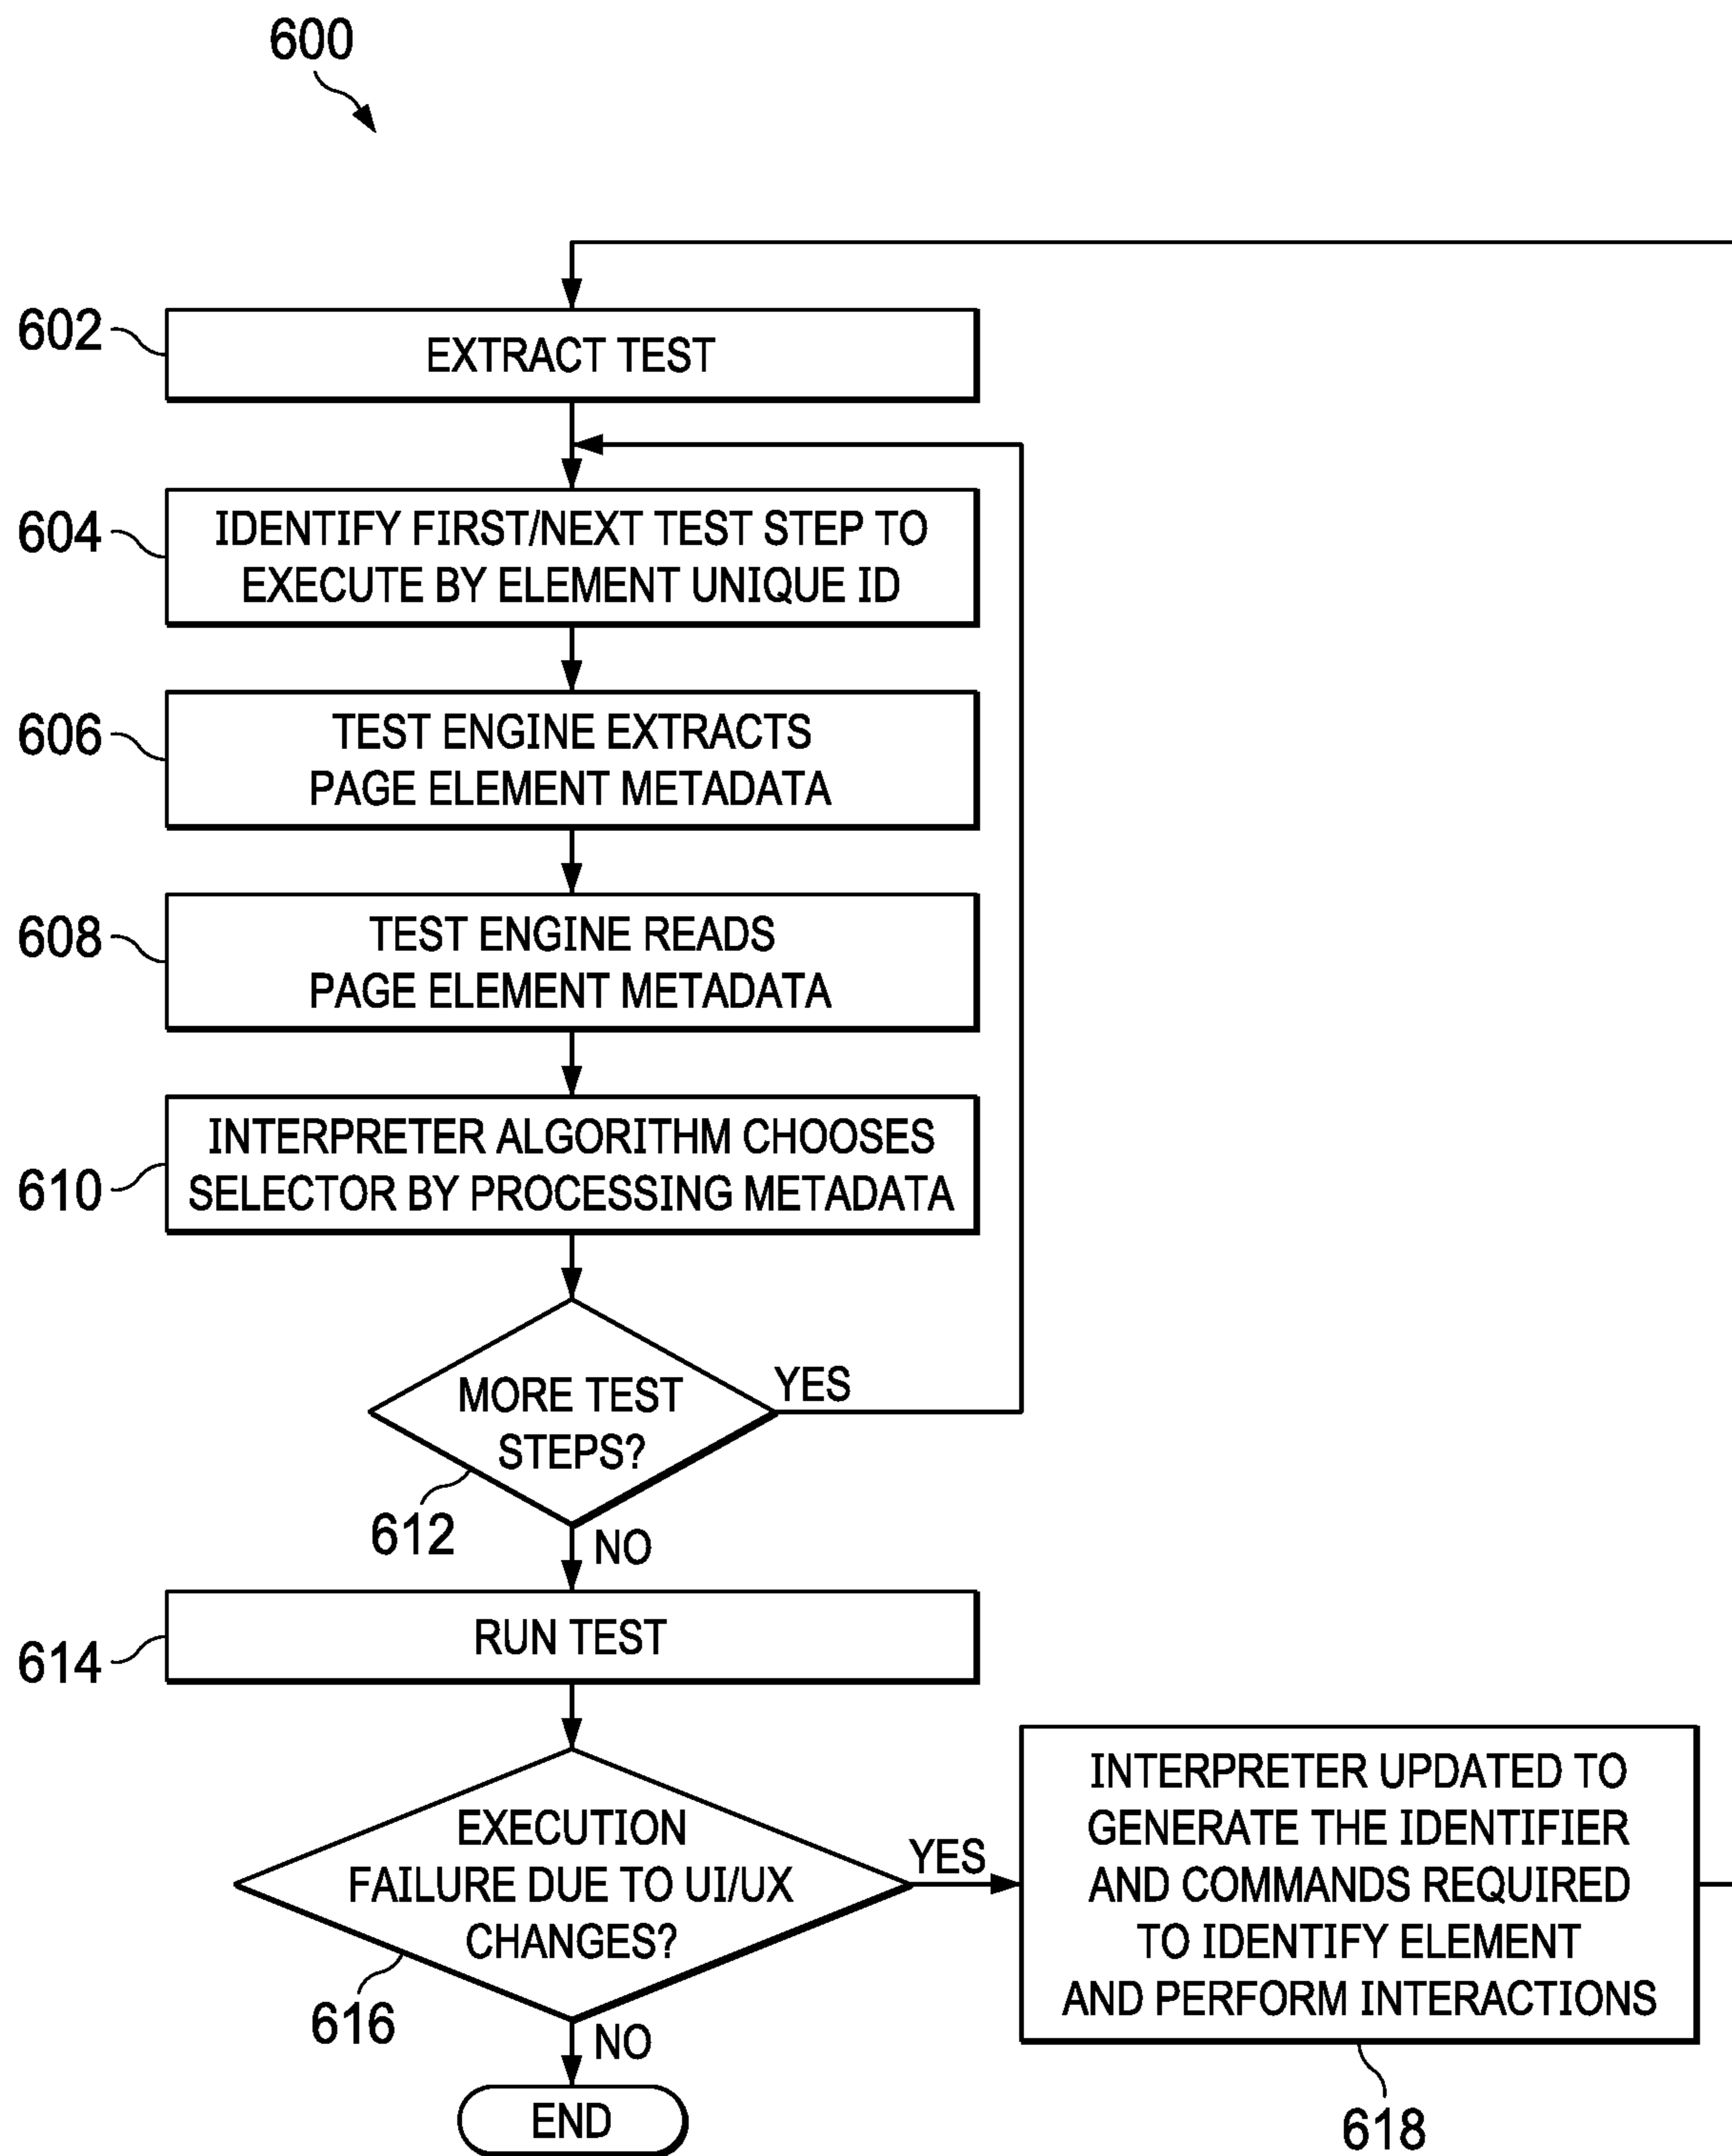 600
602
EXTRACT TEST
604
IDENTIFY FIRST/NEXT TEST STEP TO
EXECUTE BY ELEMENT UNIQUE ID
606
TEST ENGINE EXTRACTS
PAGE ELEMENT METADATA
608
TEST ENGINE READS
PAGE ELEMENT METADATA
610
INTERPRETER ALGORITHM CHOOSES
SELECTOR BY PROCESSING METADATA
MORE TEST
STEPS?
YES
612
NO
614
RUN TEST
EXECUTION
FAILURE DUE TO UI/UX
CHANGES?
YES
616
NO
INTERPRETER UPDATED TO
GENERATE THE IDENTIFIER
AND COMMANDS REQUIRED
TO IDENTIFY ELEMENT
AND PERFORM INTERACTIONS
618
END